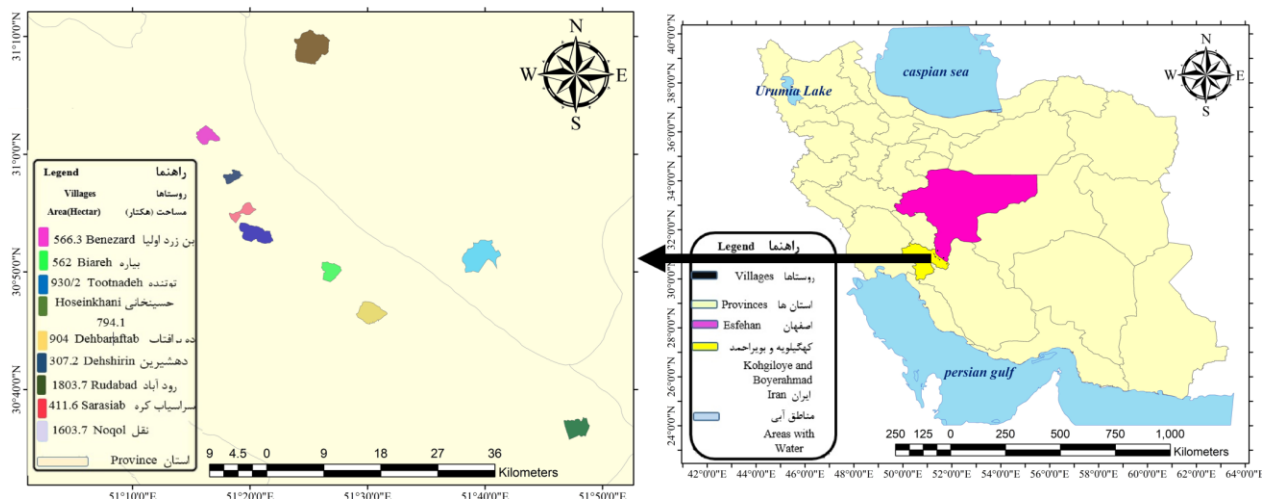 31°10'0"N
31°0'0"N
30°50'0"N
30°40'0"N
N
W E
S
Legend راهنما
Villages روستاها
Area(Hectar) مساحت (هکتار)
566.3 Benezard بن زرد اولیا
562 Biareh بیاره
930/2 Tootnadeh توتنده
Hoseinkhani حسینخانی
794.1
904 Dehbaraftab ده بر افتاب
307.2 Dehshirin دهشیرین
1803.7 Rudabad رود آباد
411.6 Sarasiab سراسیاب کره
1603.7 Noqol نقل
Province استان
9 4.5 0 9 18 27 36
Kilometers
51°10'0"E 51°20'0"E 51°30'0"E 51°40'0"E 51°50'0"E
40°0'0"N
38°0'0"N
36°0'0"N
34°0'0"N
32°0'0"N
30°0'0"N
28°0'0"N
26°0'0"N
24°0'0"N
caspian sea
Urumia Lake
N
W E
S
Legend راهنما
Villages روستاها
Provinces استان ها
Esfehan اصفهان
کهگیلویه و بویراحمد
Kohgiloye and
Boyerahmad
Iran ایران
مناطق آبی
Areas with
Water
persian gulf
250 125 0 250 500 750 1,000
Kilometers
42°0'0"E 44°0'0"E 46°0'0"E 48°0'0"E 50°0'0"E 52°0'0"E 54°0'0"E 56°0'0"E 58°0'0"E 60°0'0"E 62°0'0"E 64°0'0"E